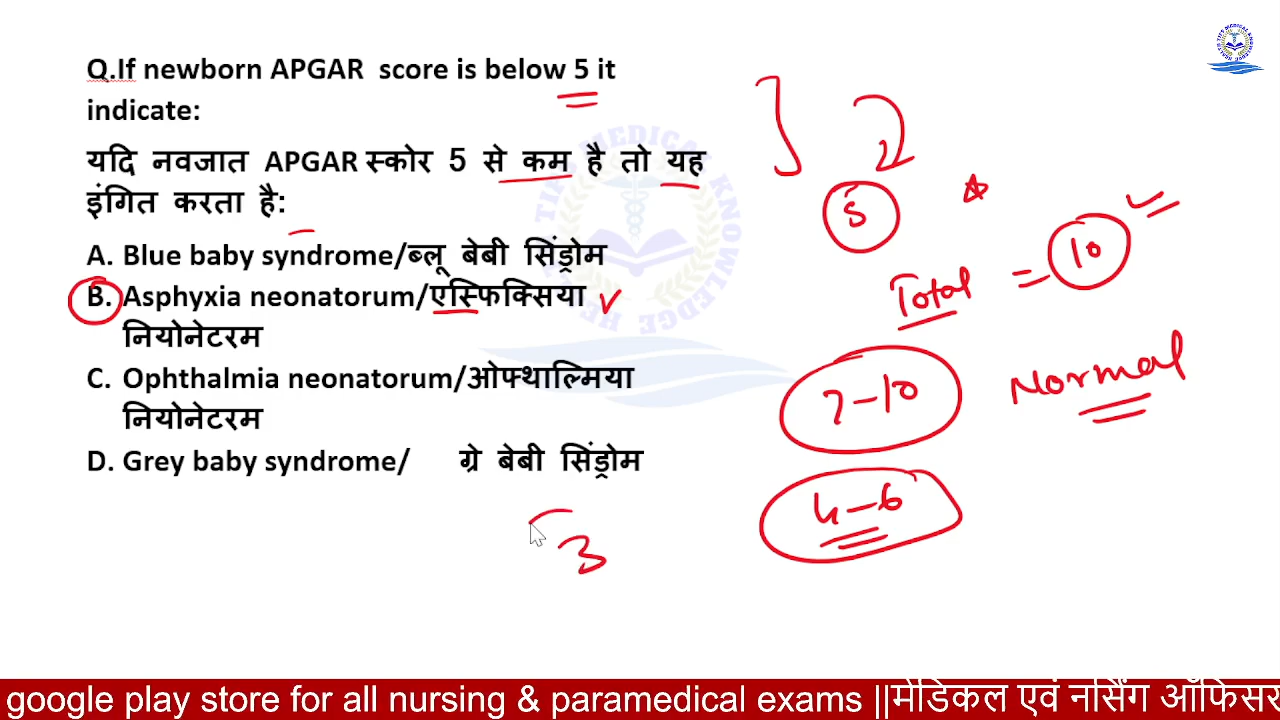 Q.If newborn APGAR score is below 5 it
indicate:
यदि नवजात APGAR स्कोर 5 से कम है तो यह
इंगित करता है:
A. Blue baby syndrome/ब्लू बेबी सिंड्रोम
B. Asphyxia neonatorum/एस्फिक्सिया
नियोनेटरम
C. Ophthalmia neonatorum/ओफ्थाल्मिया
नियोनेटरम
D. Grey baby syndrome/ ग्रे बेबी सिंड्रोम
5
Total = 10
7-10 Normal
4-6
3
google play store for all nursing & paramedical exams ||मेडिकल एवं नर्सिंग ऑफिसर